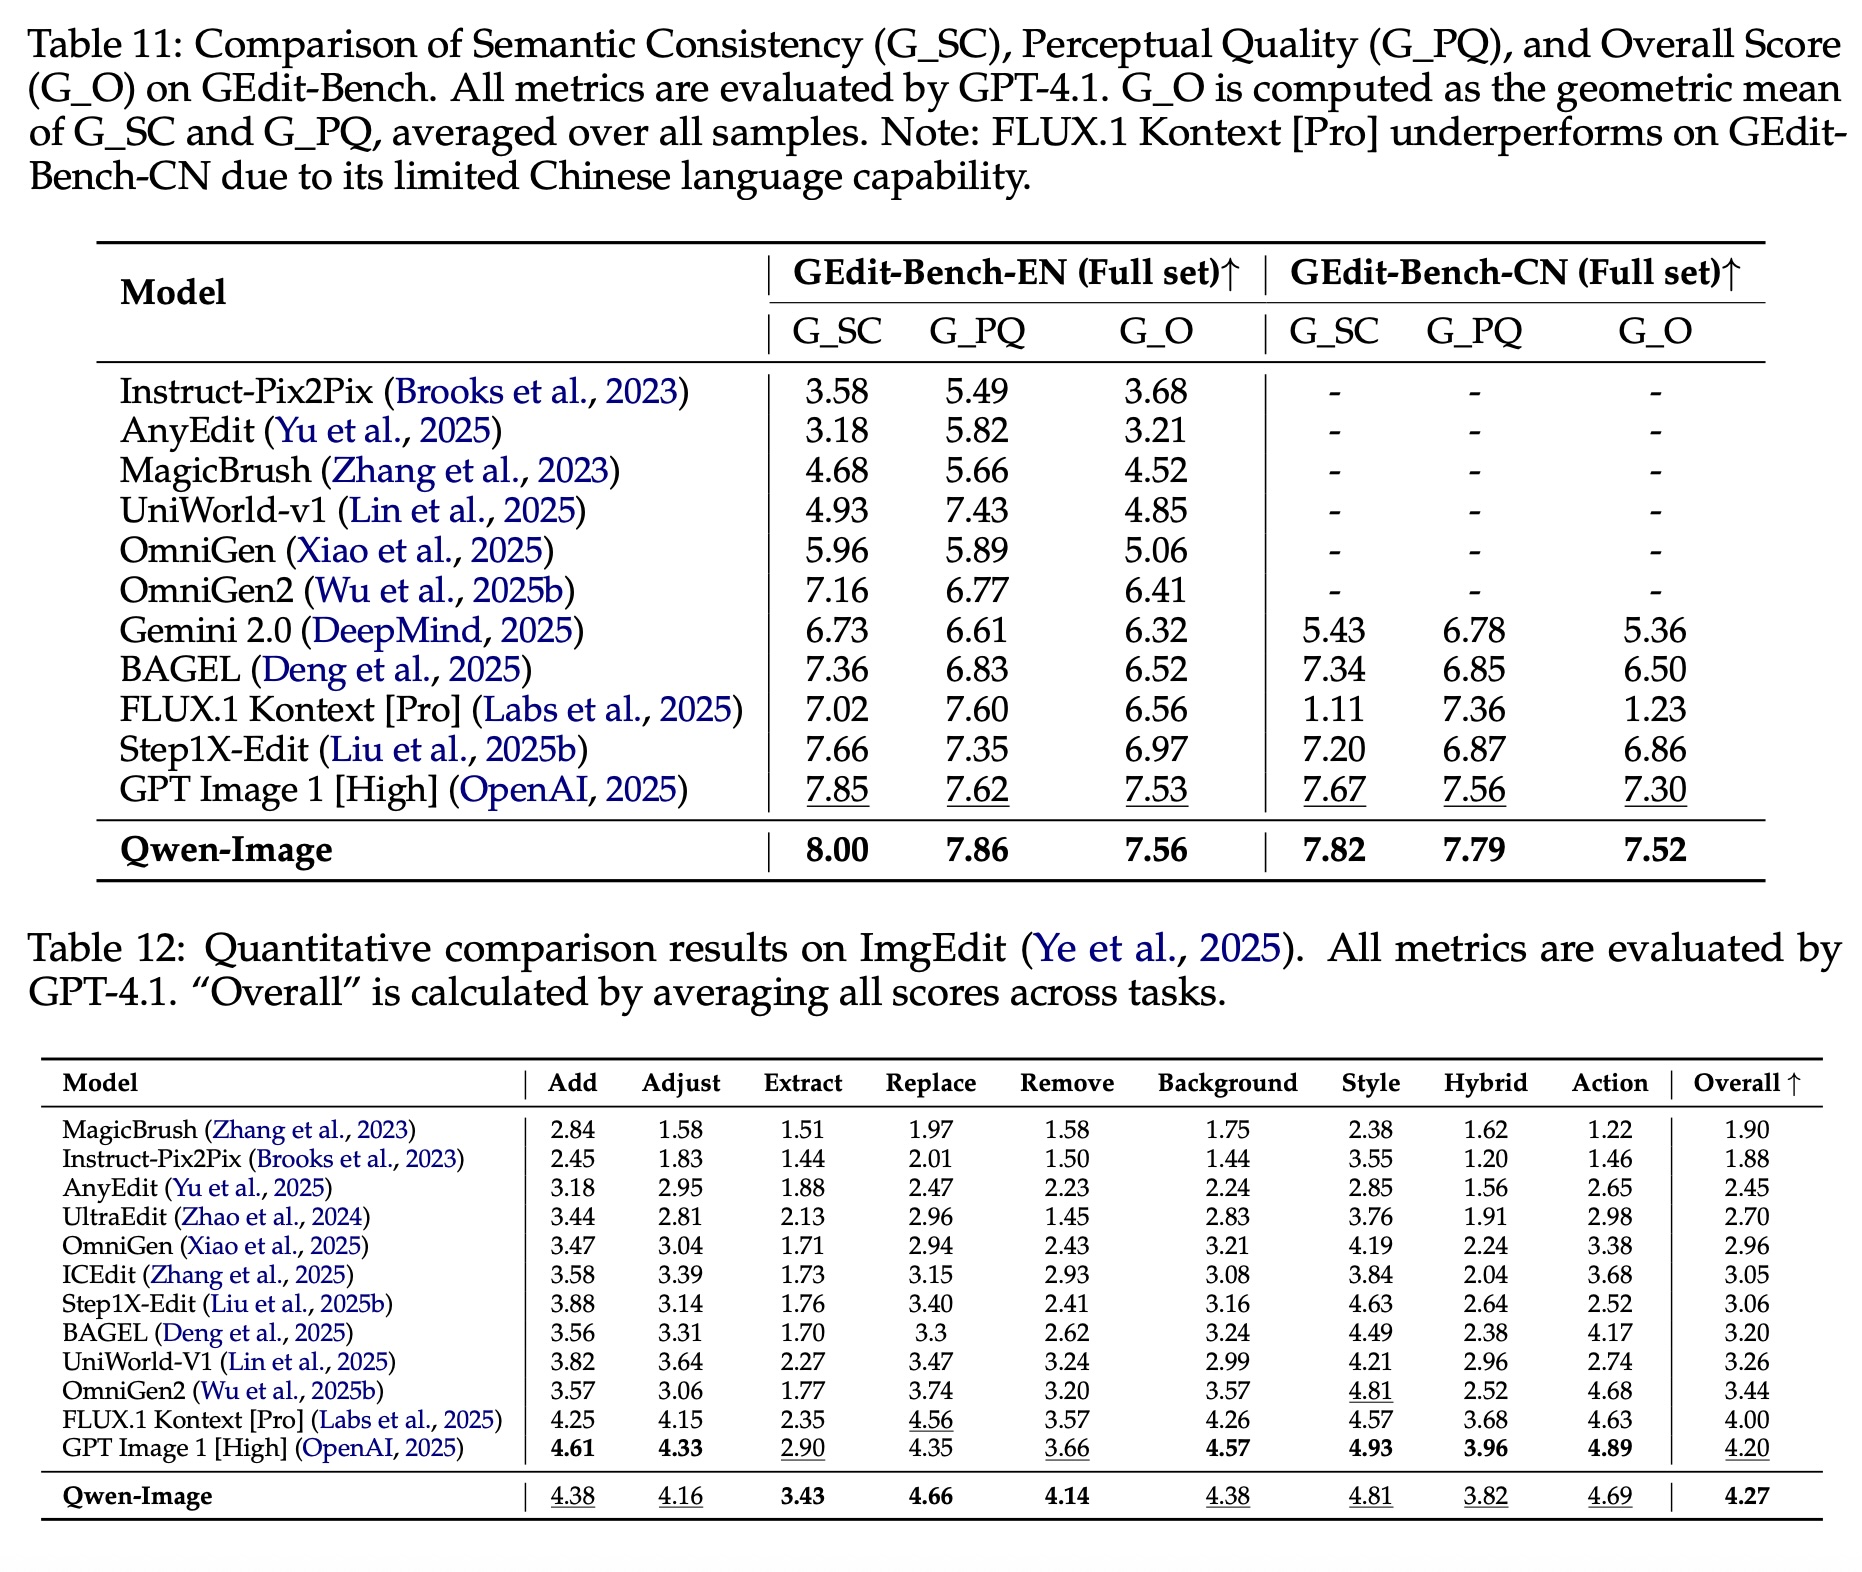 Table 11: Comparison of Semantic Consistency (G_SC), Perceptual Quality (G_PQ), and Overall Score
(G_O) on GEdit-Bench. All metrics are evaluated by GPT-4.1. G_O is computed as the geometric mean
of G_SC and G_PQ, averaged over all samples. Note: FLUX.1 Kontext [Pro] underperforms on GEdit-
Bench-CN due to its limited Chinese language capability.
Model GEdit-Bench-EN (Full set)↑ GEdit-Bench-CN (Full set)↑
G_SC G_PQ G_O G_SC G_PQ G_O
Instruct-Pix2Pix (Brooks et al., 2023) 3.58 5.49 3.68 - - -
AnyEdit (Yu et al., 2025) 3.18 5.82 3.21 - - -
MagicBrush (Zhang et al., 2023) 4.68 5.66 4.52 - - -
UniWorld-v1 (Lin et al., 2025) 4.93 7.43 4.85 - - -
OmniGen (Xiao et al., 2025) 5.96 5.89 5.06 - - -
OmniGen2 (Wu et al., 2025b) 7.16 6.77 6.41 - - -
Gemini 2.0 (DeepMind, 2025) 6.73 6.61 6.32 5.43 6.78 5.36
BAGEL (Deng et al., 2025) 7.36 6.83 6.52 7.34 6.85 6.50
FLUX.1 Kontext [Pro] (Labs et al., 2025) 7.02 7.60 6.56 1.11 7.36 1.23
Step1X-Edit (Liu et al., 2025b) 7.66 7.35 6.97 7.20 6.87 6.86
GPT Image 1 [High] (OpenAI, 2025) 7.85 7.62 7.53 7.67 7.56 7.30
Qwen-Image 8.00 7.86 7.56 7.82 7.79 7.52
Table 12: Quantitative comparison results on ImgEdit (Ye et al., 2025). All metrics are evaluated by
GPT-4.1. “Overall” is calculated by averaging all scores across tasks.
Model Add Adjust Extract Replace Remove Background Style Hybrid Action Overall ↑
MagicBrush (Zhang et al., 2023) 2.84 1.58 1.51 1.97 1.58 1.75 2.38 1.62 1.22 1.90
Instruct-Pix2Pix (Brooks et al., 2023) 2.45 1.83 1.44 2.01 1.50 1.44 3.55 1.20 1.46 1.88
AnyEdit (Yu et al., 2025) 3.18 2.95 1.88 2.47 2.23 2.24 2.85 1.56 2.65 2.45
UltraEdit (Zhao et al., 2024) 3.44 2.81 2.13 2.96 1.45 2.83 3.76 1.91 2.98 2.70
OmniGen (Xiao et al., 2025) 3.47 3.04 1.71 2.94 2.43 3.21 4.19 2.24 3.38 2.96
ICEdit (Zhang et al., 2025) 3.58 3.39 1.73 3.15 2.93 3.08 3.84 2.04 3.68 3.05
Step1X-Edit (Liu et al., 2025b) 3.88 3.14 1.76 3.40 2.41 3.16 4.63 2.64 2.52 3.06
BAGEL (Deng et al., 2025) 3.56 3.31 1.70 3.3 2.62 3.24 4.49 2.38 4.17 3.20
UniWorld-V1 (Lin et al., 2025) 3.82 3.64 2.27 3.47 3.24 2.99 4.21 2.96 2.74 3.26
OmniGen2 (Wu et al., 2025b) 3.57 3.06 1.77 3.74 3.20 3.57 4.81 2.52 4.68 3.44
FLUX.1 Kontext [Pro] (Labs et al., 2025) 4.25 4.15 2.35 4.56 3.57 4.26 4.57 3.68 4.63 4.00
GPT Image 1 [High] (OpenAI, 2025) 4.61 4.33 2.90 4.35 3.66 4.57 4.93 3.96 4.89 4.20
Qwen-Image 4.38 4.16 3.43 4.66 4.14 4.38 4.81 3.82 4.69 4.27